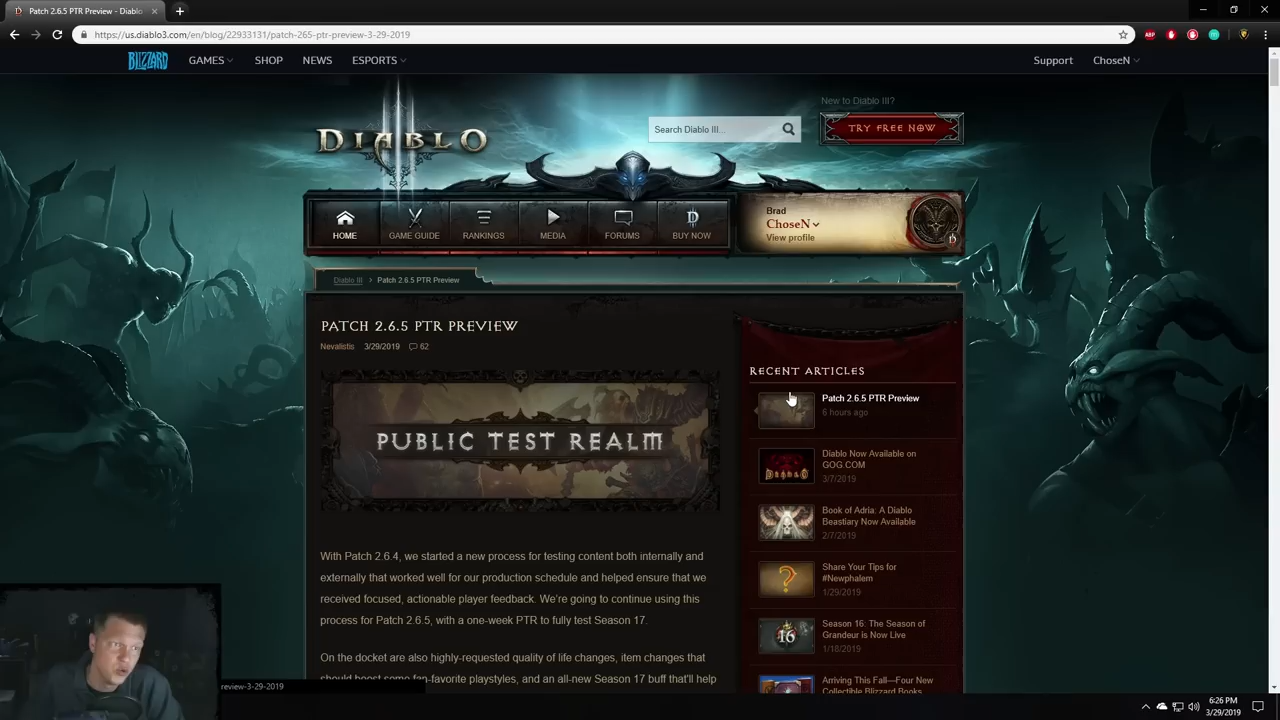 Patch 2.6.5 PTR Preview - Diablo
https://us.diablo3.com/en/blog/22933131/patch-265-ptr-preview-3-29-2019
ABP
BLIZZARD
GAMES
SHOP
NEWS
ESPORTS
Support
ChoseN
New to Diablo III?
DIABLO
Search Diablo III...
TRY FREE NOW
HOME
GAME GUIDE
RANKINGS
MEDIA
FORUMS
BUY NOW
Brad
ChoseN
View profile
Diablo III > Patch 2.6.5 PTR Preview
PATCH 2.6.5 PTR PREVIEW
Nevalistis 3/29/2019 62
PUBLIC TEST REALM
With Patch 2.6.4, we started a new process for testing content both internally and
externally that worked well for our production schedule and helped ensure that we
received focused, actionable player feedback. We're going to continue using this
process for Patch 2.6.5, with a one-week PTR to fully test Season 17.
On the docket are also highly-requested quality of life changes, item changes that
should boost some fan-favorite playstyles, and an all-new Season 17 buff that'll help
RECENT ARTICLES
Patch 2.6.5 PTR Preview
6 hours ago
Diablo Now Available on
GOG.COM
3/7/2019
DIABLO
Book of Adria: A Diablo
Beastiary Now Available
2/7/2019
Share Your Tips for
#Newphalem
1/29/2019
?
Season 16: The Season of
Grandeur is Now Live
1/18/2019
16
Arriving This Fall—Four New
Collectible Blizzard Books
review-3-29-2019
6:26 PM
3/29/2019